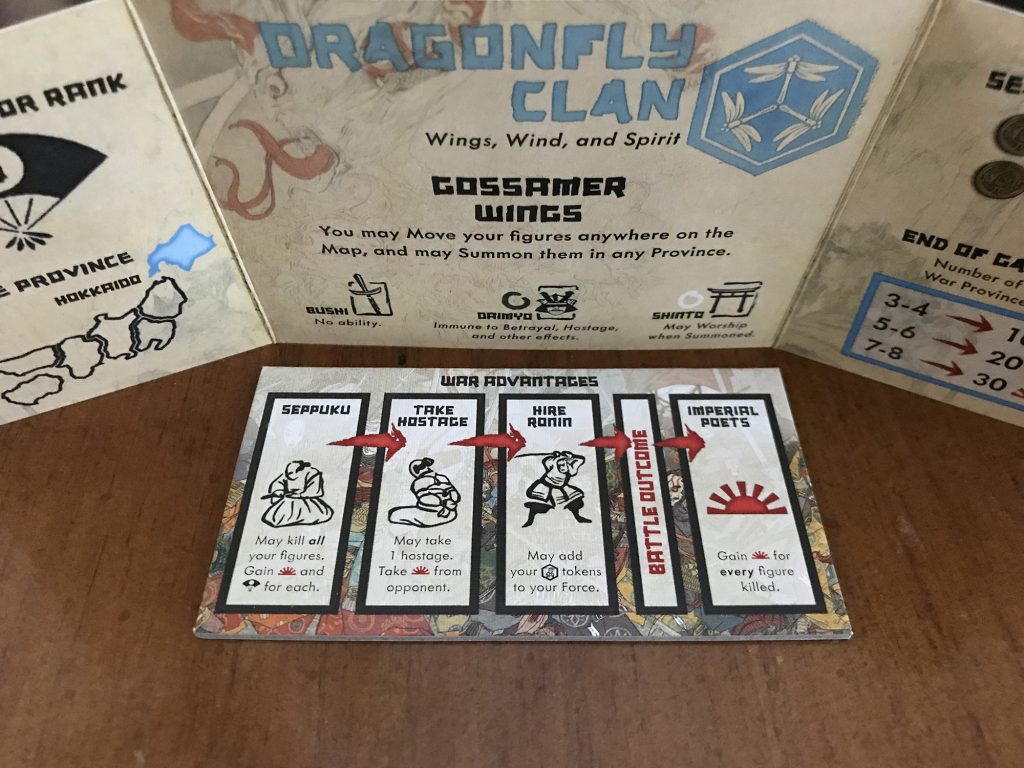 OR RANK
E PROVINCE
HOKKAIDO
DRAGONFLY
CLAN
Wings, Wind, and Spirit
GOSSAMER
WINGS
You may Move your figures anywhere on the
Map, and may Summon them in any Province.
BUSHI
No ability.
DAIMYO
Immune to Betrayal, Hostage,
and other effects.
SHINTO
May Worship
when Summoned.
SE
END OF GA
Number of
War Province
3-4 10
5-6 20
7-8 30
WAR ADVANTAGES
SEPPUKU
May kill all
your figures.
Gain and
for each.
TAKE
HOSTAGE
May take
1 hostage.
Take from
opponent.
HIRE
RONIN
May add
your tokens
to your Force.
BATTLE OUTCOME
IMPERIAL
POETS
Gain for
every figure
killed.